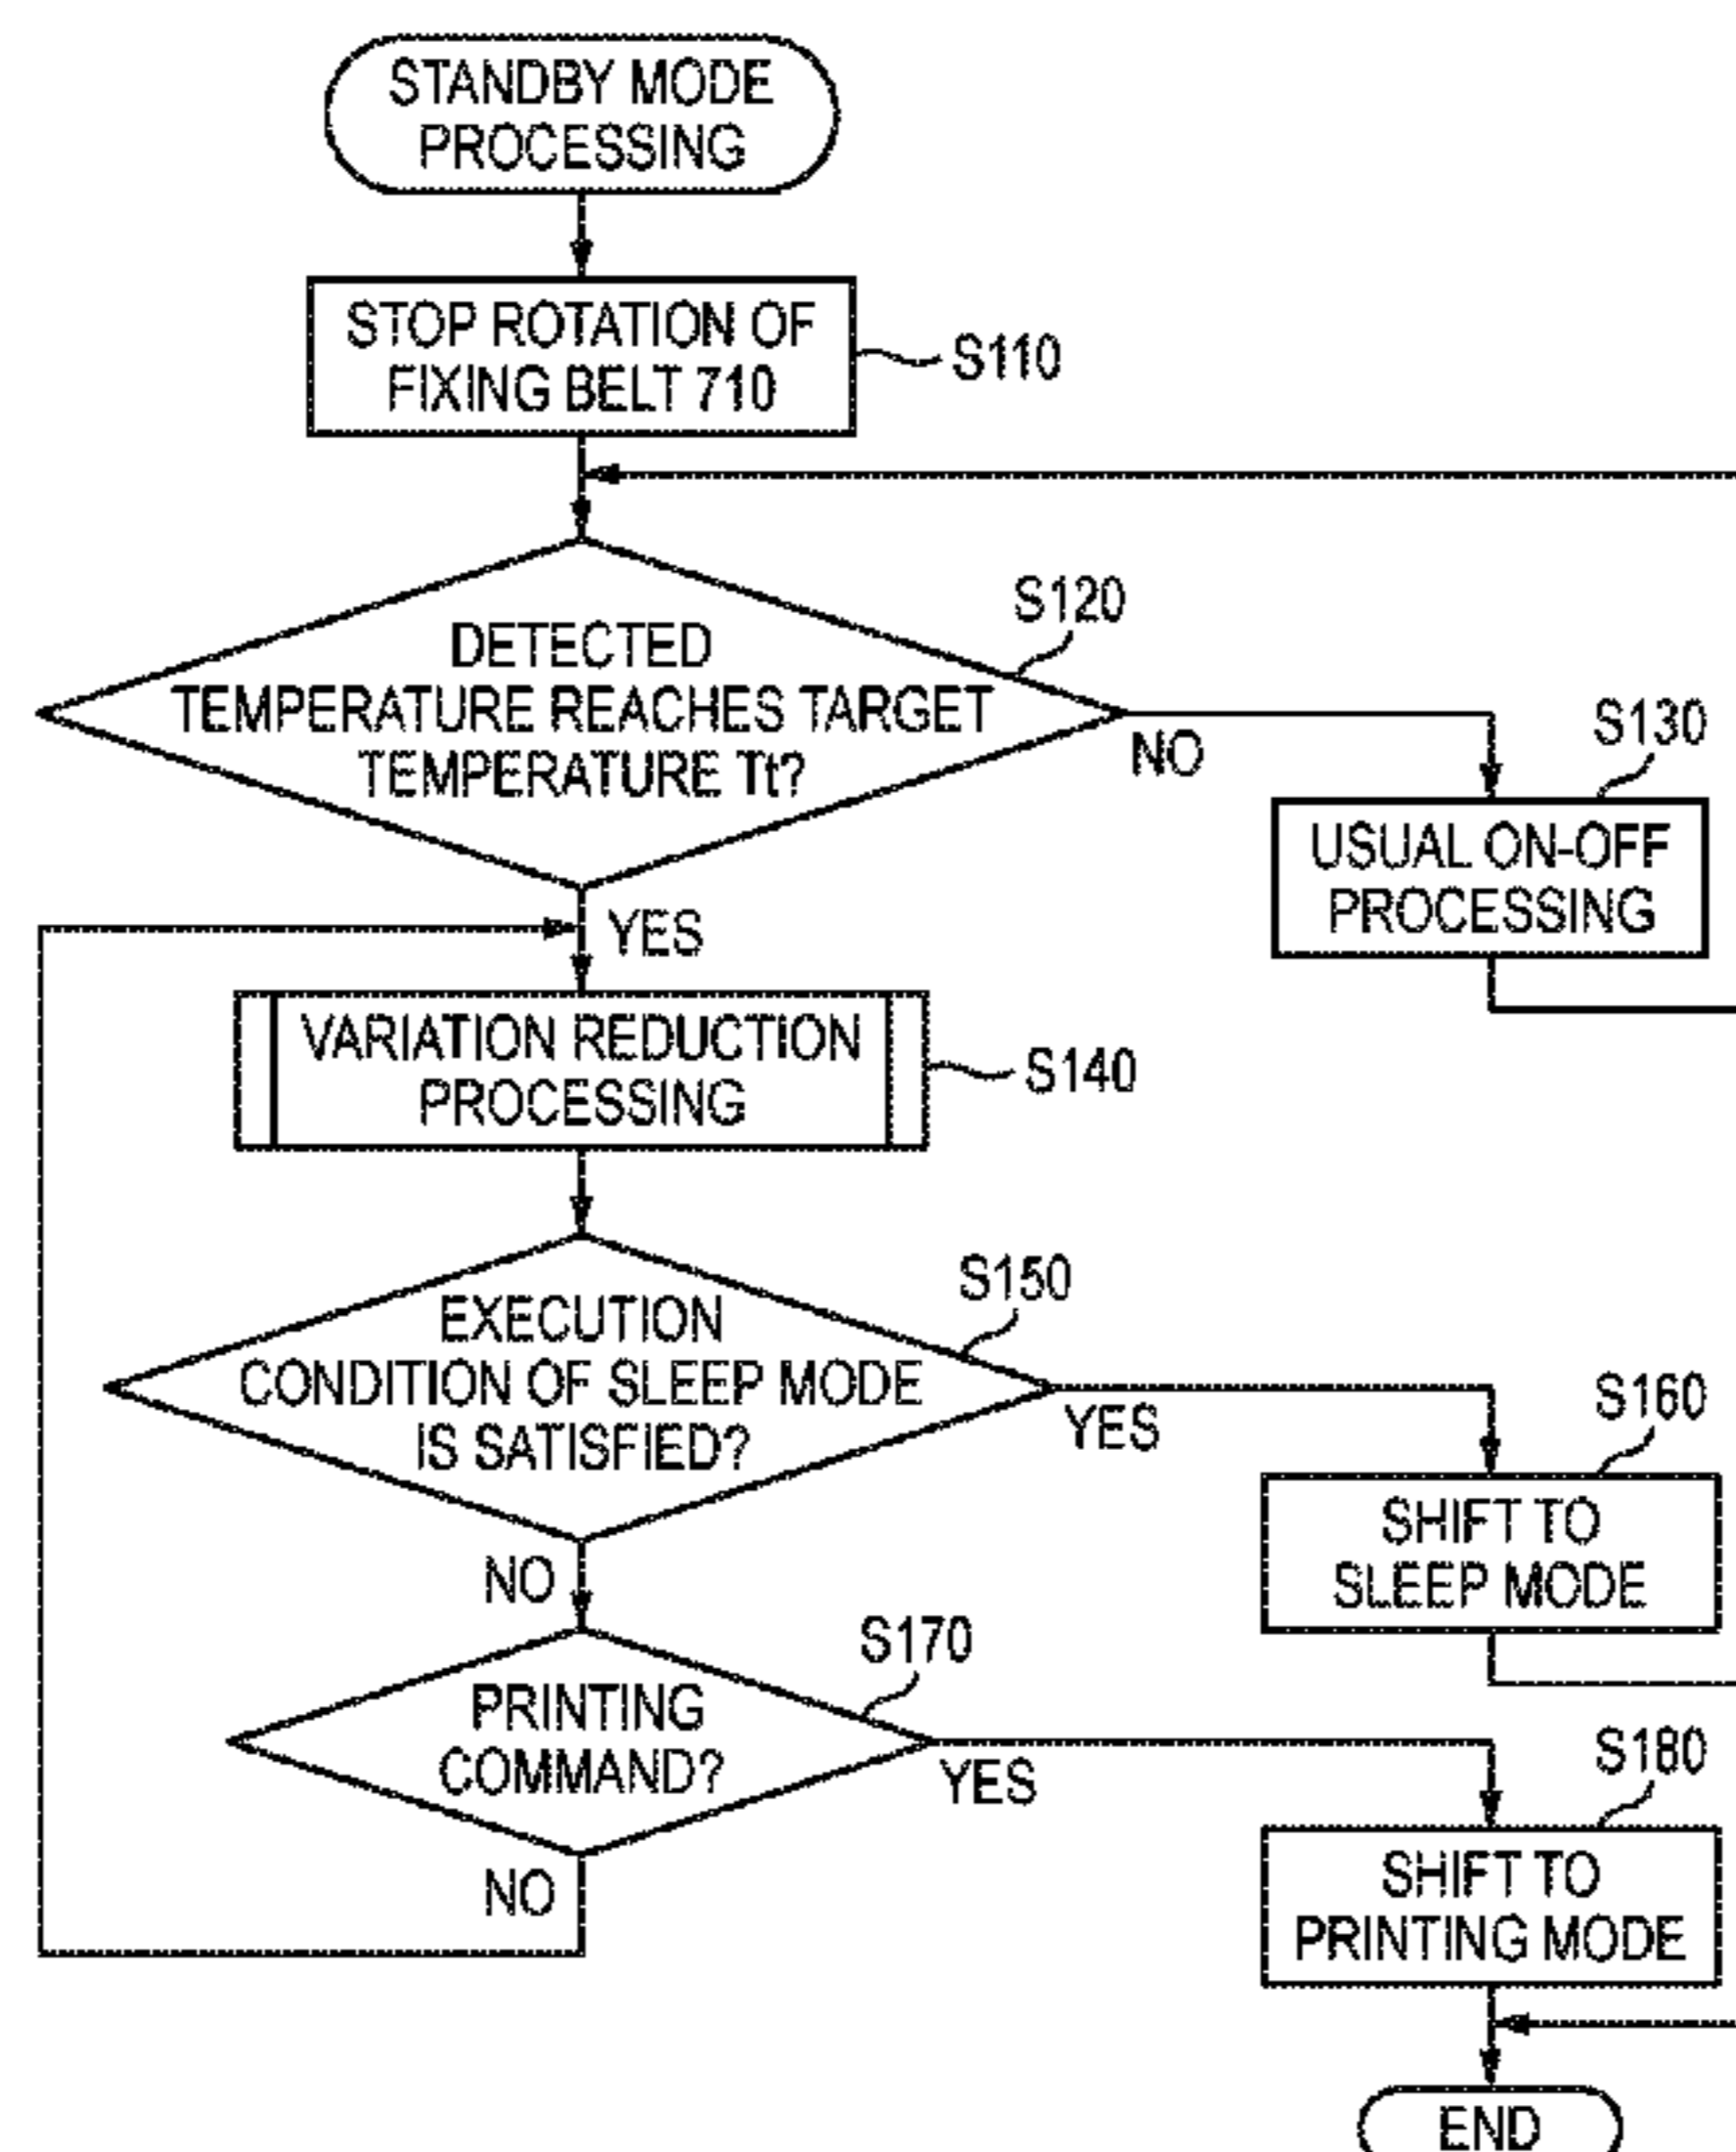 STANDBY MODE
PROCESSING
STOP ROTATION OF
FIXING BELT 710
S110
S120
DETECTED
TEMPERATURE REACHES TARGET
TEMPERATURE Tt?
NO
S130
USUAL ON-OFF
PROCESSING
YES
VARIATION REDUCTION
PROCESSING
S140
S150
EXECUTION
CONDITION OF SLEEP MODE
IS SATISFIED?
YES
S160
SHIFT TO
SLEEP MODE
NO
S170
PRINTING
COMMAND?
YES
S180
SHIFT TO
PRINTING MODE
NO
END